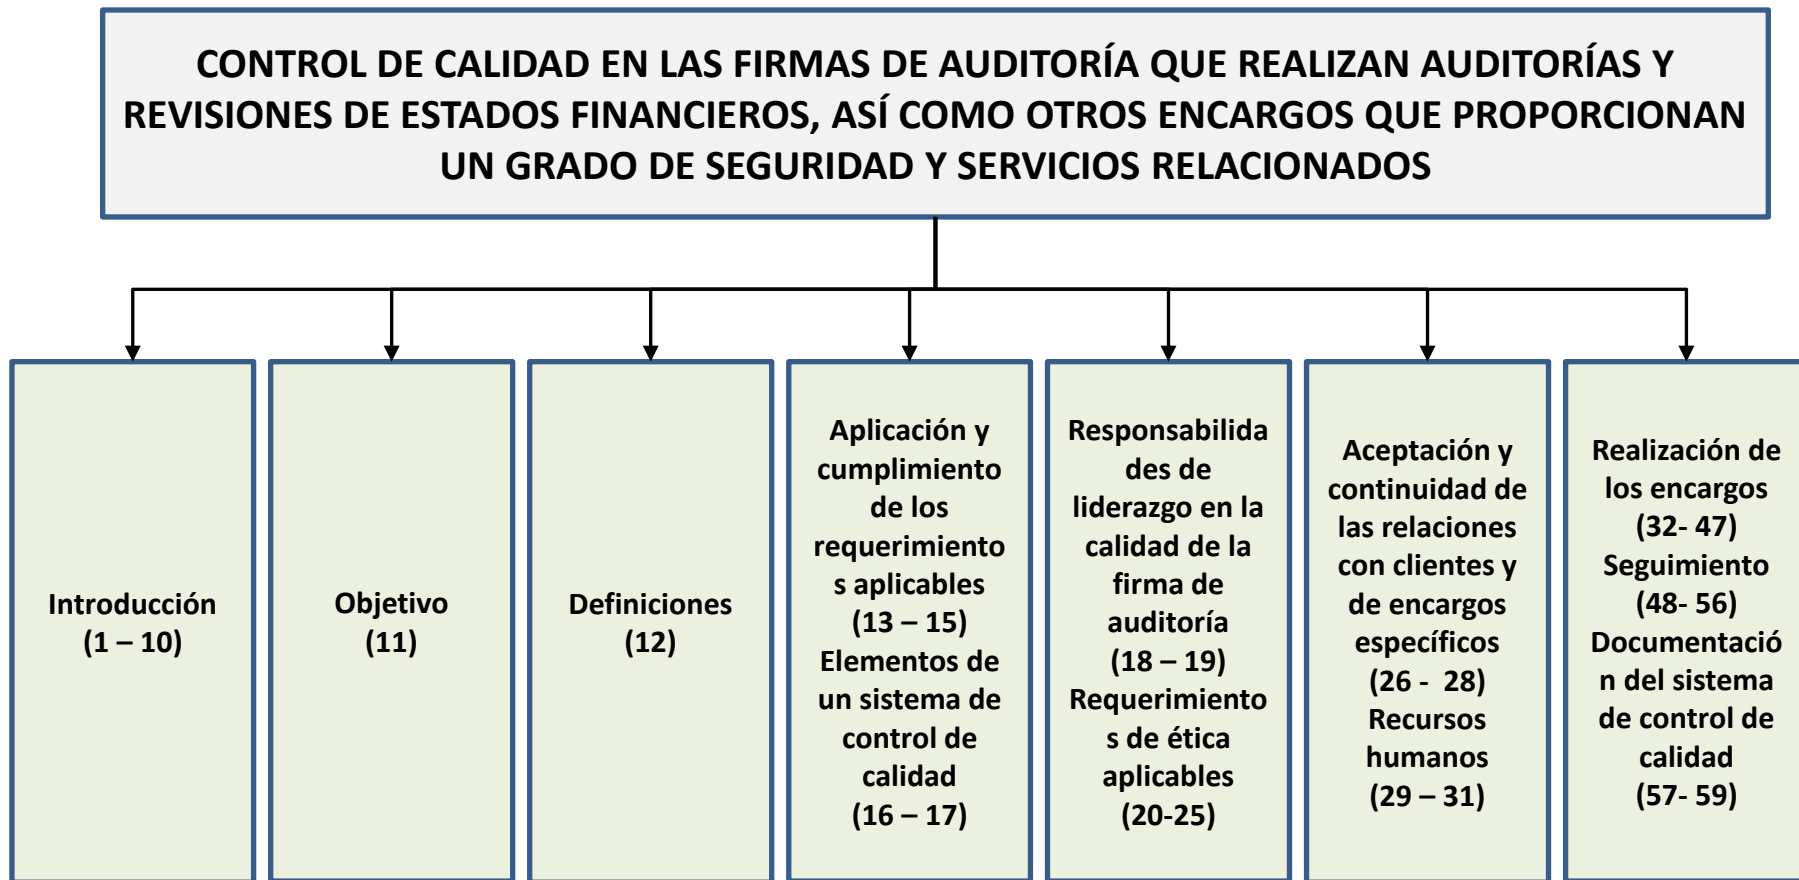 CONTROL DE CALIDAD EN LAS FIRMAS DE AUDITORÍA QUE REALIZAN AUDITORÍAS Y
REVISIONES DE ESTADOS FINANCIEROS, ASÍ COMO OTROS ENCARGOS QUE PROPORCIONAN
UN GRADO DE SEGURIDAD Y SERVICIOS RELACIONADOS
Introducción
(1 – 10)
Objetivo
(11)
Definiciones
(12)
Aplicación y
cumplimiento
de los
requerimiento
s aplicables
(13 – 15)
Elementos de
un sistema de
control de
calidad
(16 – 17)
Responsabilida
des de
liderazgo en la
calidad de la
firma de
auditoría
(18 – 19)
Requerimiento
s de ética
aplicables
(20-25)
Aceptación y
continuidad de
las relaciones
con clientes y
de encargos
específicos
(26 -  28)
Recursos
humanos
(29 – 31)
Realización de
los encargos
(32- 47)
Seguimiento
(48- 56)
Documentació
n del sistema
de control de
calidad
(57- 59)